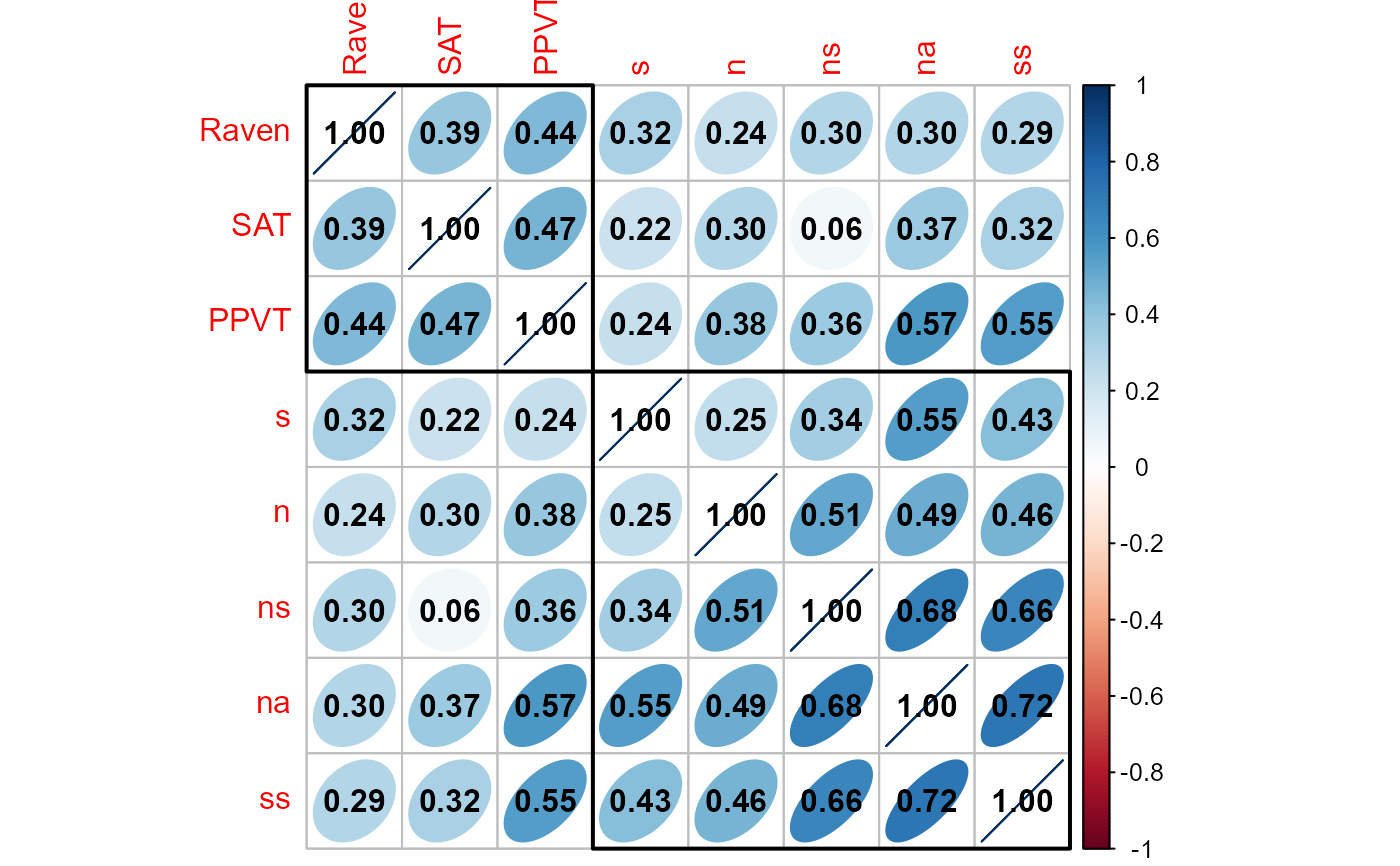 Rave SAT PPVT s n ns na ss
Raven 1.00 0.39 0.44 0.32 0.24 0.30 0.30 0.29
SAT 0.39 1.00 0.47 0.22 0.30 0.06 0.37 0.32
PPVT 0.44 0.47 1.00 0.24 0.38 0.36 0.57 0.55
s 0.32 0.22 0.24 1.00 0.25 0.34 0.55 0.43
n 0.24 0.30 0.38 0.25 1.00 0.51 0.49 0.46
ns 0.30 0.06 0.36 0.34 0.51 1.00 0.68 0.66
na 0.30 0.37 0.57 0.55 0.49 0.68 1.00 0.72
ss 0.29 0.32 0.55 0.43 0.46 0.66 0.72 1.00
1
0.8
0.6
0.4
0.2
0
-0.2
-0.4
-0.6
-0.8
-1